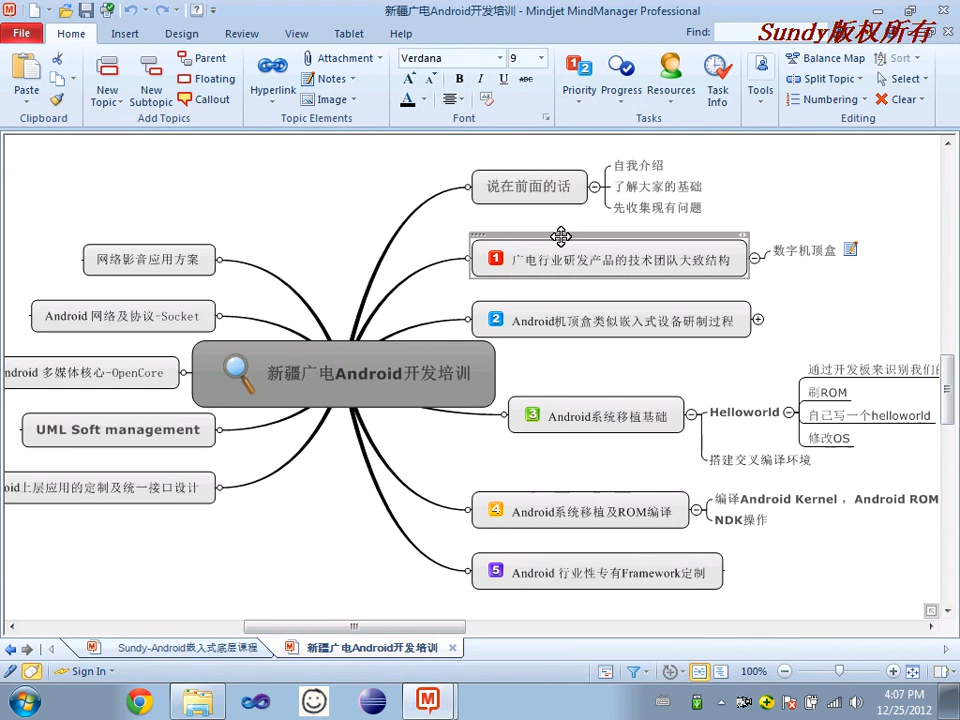 新疆广电Android开发培训 - Mindjet MindManager Professional
Sundy版权所有
File Home Insert Design Review View Tablet Help Find:
Paste
Clipboard
New Topic
New Subtopic
Parent
Floating
Callout
Add Topics
Hyperlink
Attachment
Notes
Image
Topic Elements
Verdana 9
B I U ABC
A
Font
Priority
Progress
Resources
Task Info
Tasks
Tools
Balance Map
Split Topic
Numbering
Sort
Select
Clear
Editing
说在前面的话
自我介绍
了解大家的基础
先收集现有问题
1 广电行业研发产品的技术团队大致结构
数字机顶盒
2 Android机顶盒类似嵌入式设备研制过程
新疆广电Android开发培训
3 Android系统移植基础
Helloworld
通过开发板来识别我们的
刷ROM
自己写一个helloworld
修改OS
搭建交叉编译环境
4 Android系统移植及ROM编译
编译Android Kernel ，Android ROM
NDK操作
5 Android 行业性专有Framework定制
网络影音应用方案
Android 网络及协议-Socket
ndroid 多媒体核心-OpenCore
UML Soft management
oid上层应用的定制及统一接口设计
Sundy-Android嵌入式底层课程
新疆广电Android开发培训
Sign In
100%
4:07 PM
12/25/2012